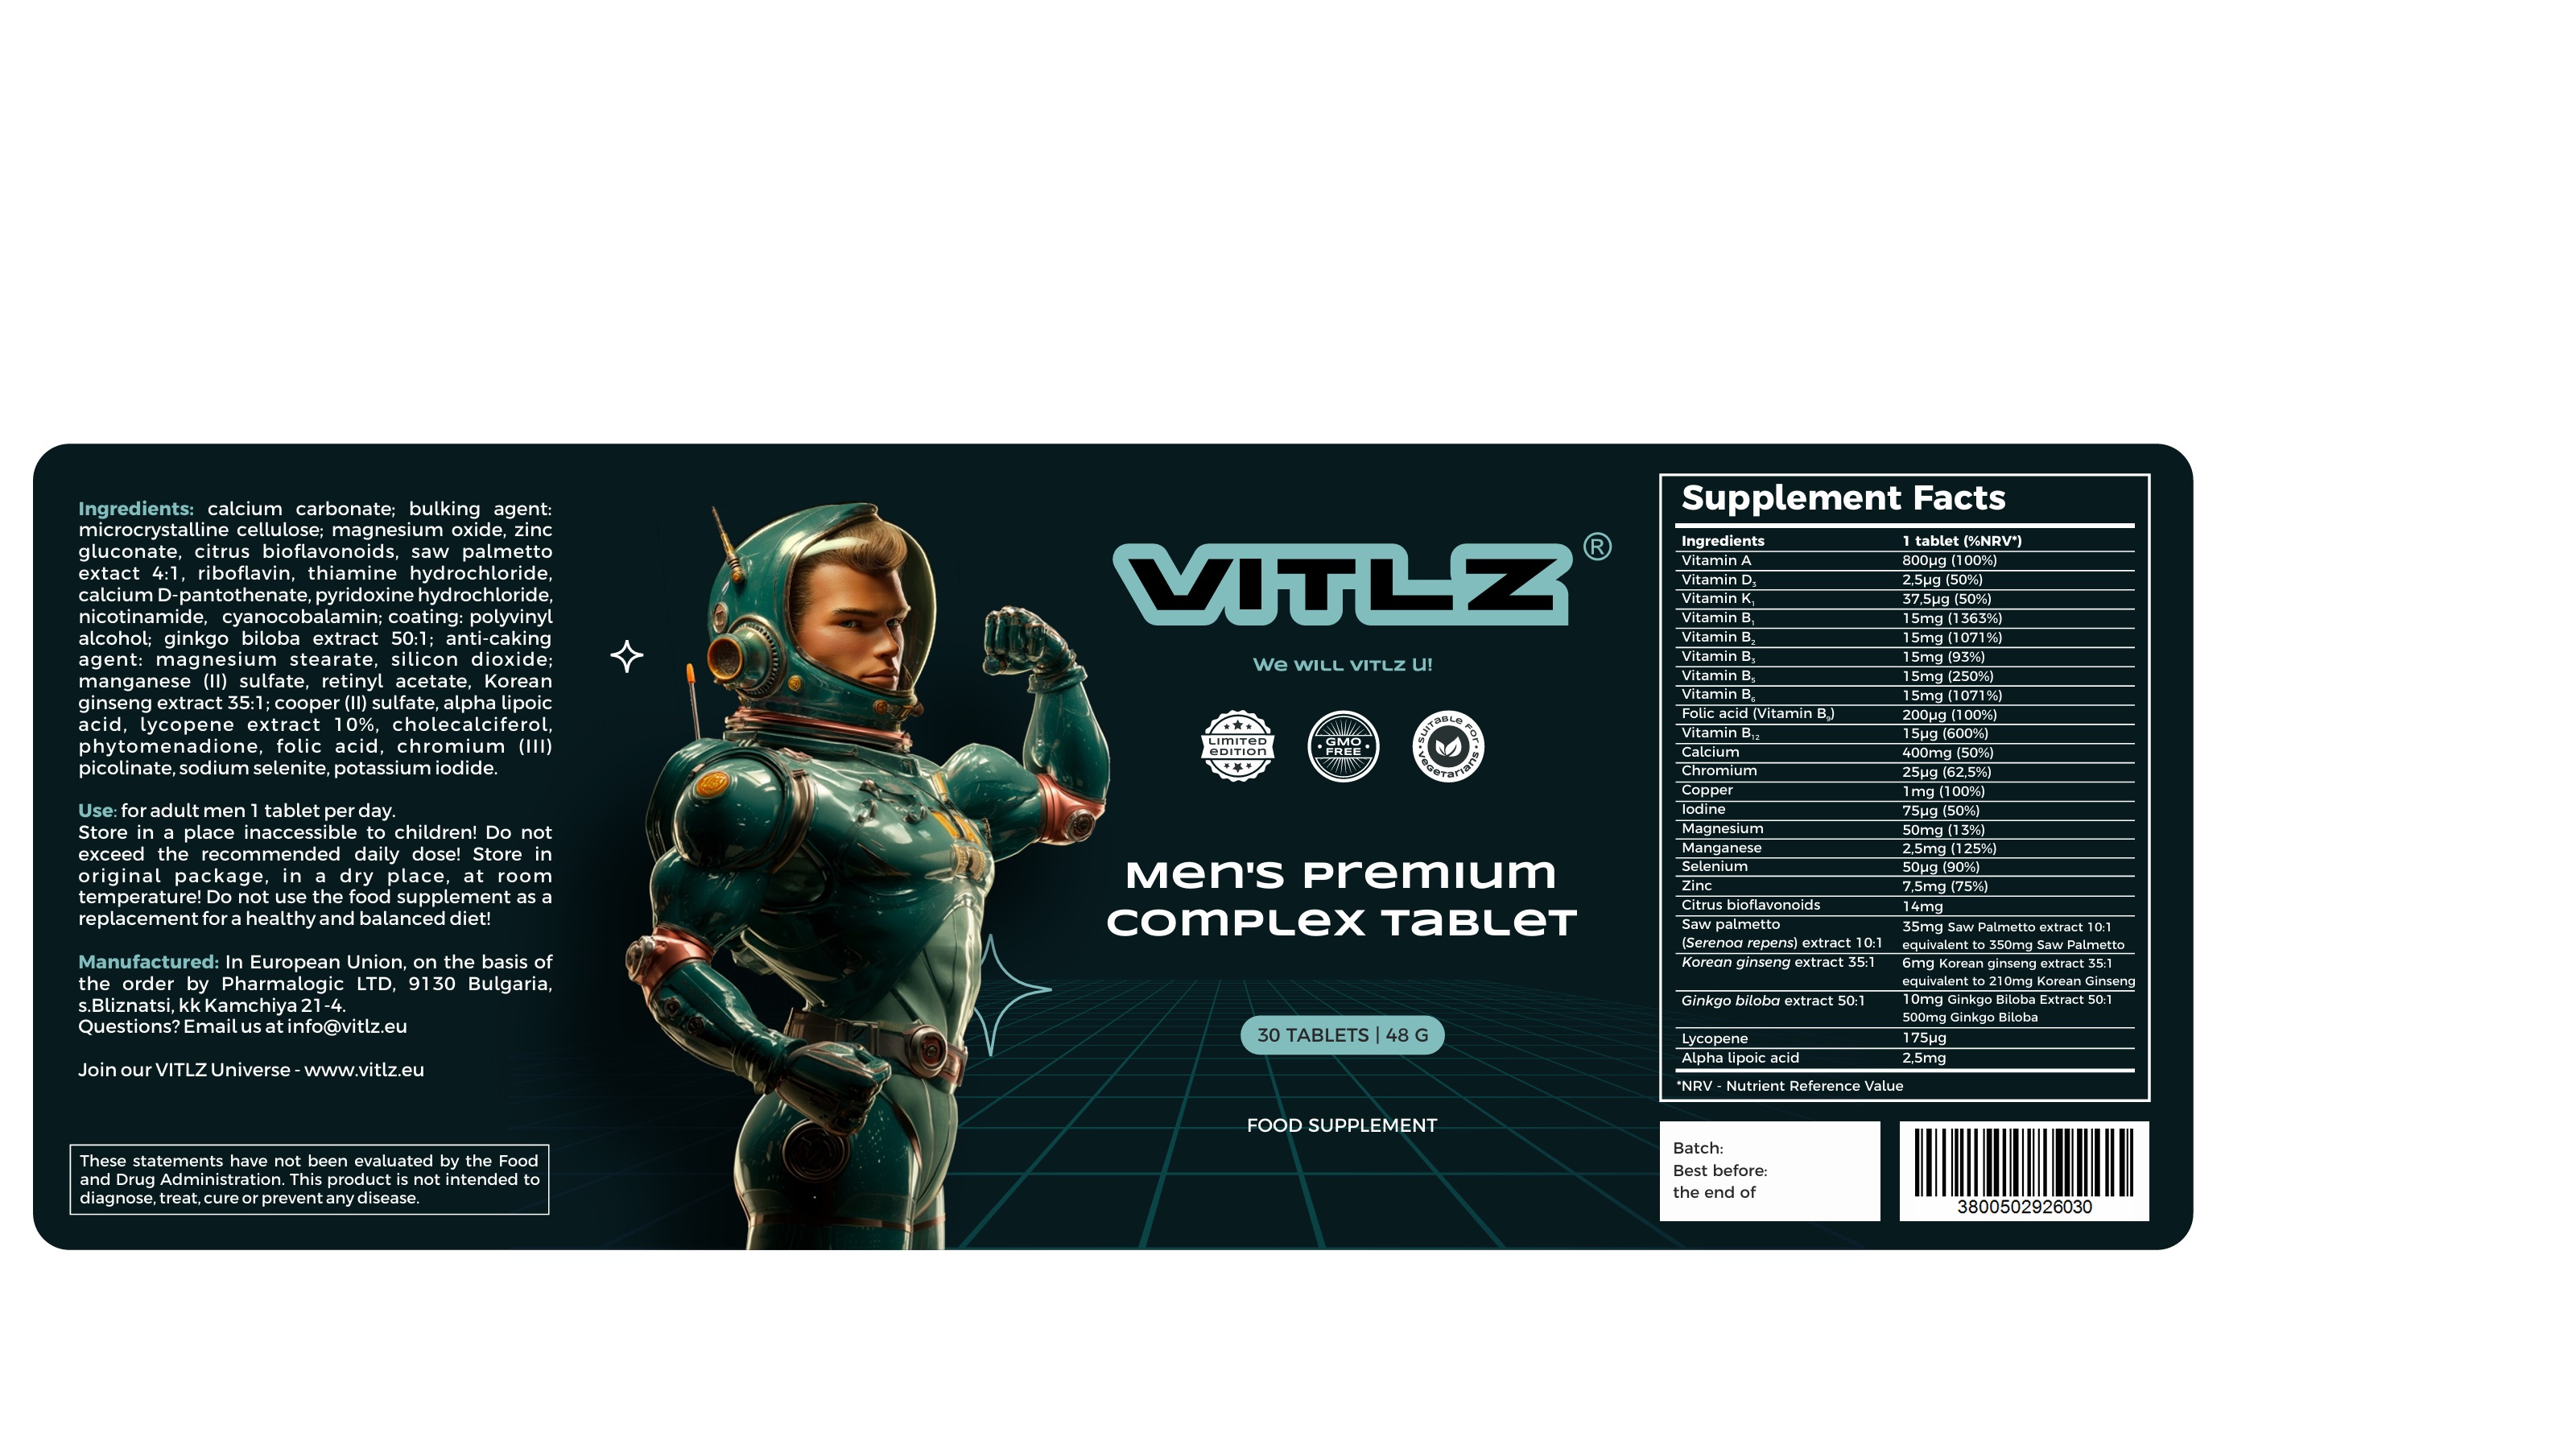 Ingredients: calcium carbonate; bulking agent:
microcrystalline cellulose; magnesium oxide, zinc
gluconate, citrus bioflavonoids, saw palmetto
extact 4:1, riboflavin, thiamine hydrochloride,
calcium D-pantothenate, pyridoxine hydrochloride,
nicotinamide, cyanocobalamin; coating: polyvinyl
alcohol; ginkgo biloba extract 50:1; anti-caking
agent: magnesium stearate, silicon dioxide;
manganese (II) sulfate, retinyl acetate, Korean
ginseng extract 35:1; cooper (II) sulfate, alpha lipoic
acid, lycopene extract 10%, cholecalciferol,
phytomenadione, folic acid, chromium (III)
picolinate, sodium selenite, potassium iodide.
Use: for adult men 1 tablet per day.
Store in a place inaccessible to children! Do not
exceed the recommended daily dose! Store in
original package, in a dry place, at room
temperature! Do not use the food supplement as a
replacement for a healthy and balanced diet!
Manufactured: In European Union, on the basis of
the order by Pharmalogic LTD, 9130 Bulgaria,
s.Bliznatsi, kk Kamchiya 21-4.
Questions? Email us at info@vitlz.eu
Join our VITLZ Universe - www.vitlz.eu
These statements have not been evaluated by the Food
and Drug Administration. This product is not intended to
diagnose, treat, cure or prevent any disease.
VITLZ®
We WILL VITLZ U!
LIMITED
EDITION
GMO
FREE
SUITABLE FOR
VEGETARIANS
Men's Premium
Complex Tablet
30 TABLETS | 48 G
FOOD SUPPLEMENT
Supplement Facts
Ingredients 1 tablet (%NRV*)
Vitamin A 800µg (100%)
Vitamin D₃ 2,5µg (50%)
Vitamin K₁ 37,5µg (50%)
Vitamin B₁ 15mg (1363%)
Vitamin B₂ 15mg (1071%)
Vitamin B₃ 15mg (93%)
Vitamin B₅ 15mg (250%)
Vitamin B₆ 15mg (1071%)
Folic acid (Vitamin B₉) 200µg (100%)
Vitamin B₁₂ 15µg (600%)
Calcium 400mg (50%)
Chromium 25µg (62,5%)
Copper 1mg (100%)
Iodine 75µg (50%)
Magnesium 50mg (13%)
Manganese 2,5mg (125%)
Selenium 50µg (90%)
Zinc 7,5mg (75%)
Citrus bioflavonoids 14mg
Saw palmetto 35mg Saw Palmetto extract 10:1
(Serenoa repens) extract 10:1 equivalent to 350mg Saw Palmetto
Korean ginseng extract 35:1 6mg Korean ginseng extract 35:1
equivalent to 210mg Korean Ginseng
Ginkgo biloba extract 50:1 10mg Ginkgo Biloba Extract 50:1
500mg Ginkgo Biloba
Lycopene 175µg
Alpha lipoic acid 2,5mg
*NRV - Nutrient Reference Value
Batch:
Best before:
the end of
3800502926030